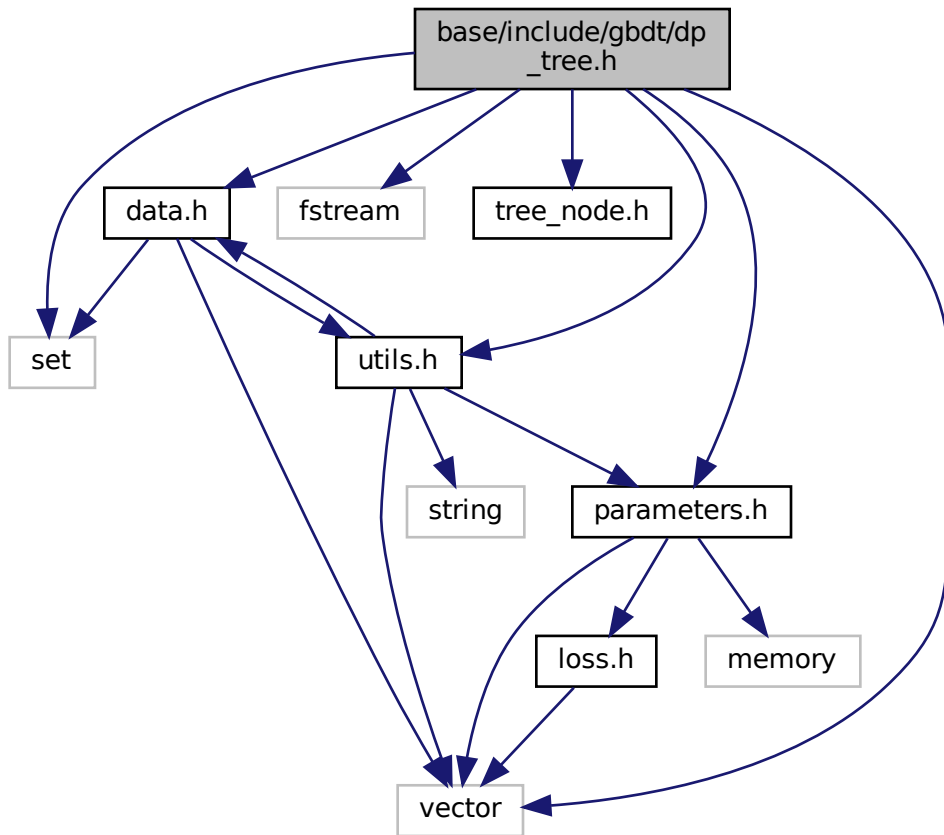 base/include/gbdt/dp
_tree.h
data.h
fstream
tree_node.h
set
utils.h
string
parameters.h
loss.h
memory
vector